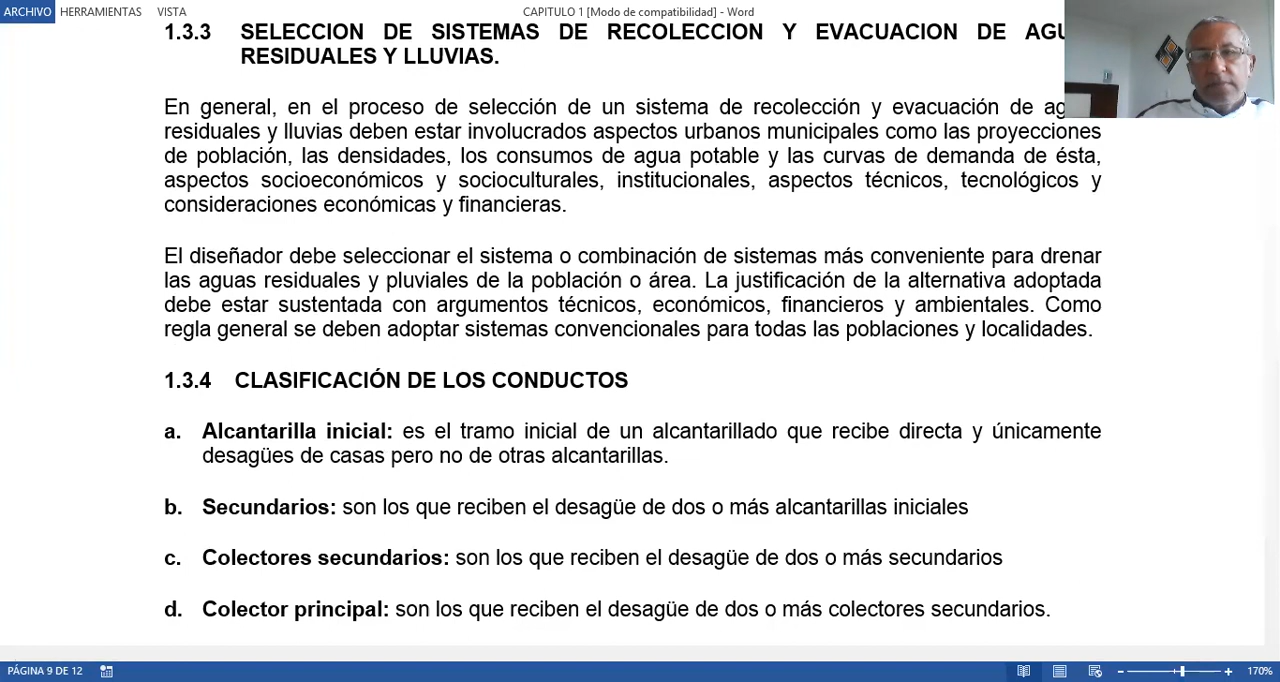 ARCHIVO HERRAMIENTAS VISTA CAPITULO 1 [Modo de compatibilidad] - Word
1.3.3 SELECCION DE SISTEMAS DE RECOLECCION Y EVACUACION DE
RESIDUALES Y LLUVIAS.
En general, en el proceso de selección de un sistema de recolección y evacuación de
residuales y lluvias deben estar involucrados aspectos urbanos municipales como las proyecciones
de población, las densidades, los consumos de agua potable y las curvas de demanda de ésta,
aspectos socioeconómicos y socioculturales, institucionales, aspectos técnicos, tecnológicos y
consideraciones económicas y financieras.
El diseñador debe seleccionar el sistema o combinación de sistemas más conveniente para drenar
las aguas residuales y pluviales de la población o área. La justificación de la alternativa adoptada
debe estar sustentada con argumentos técnicos, económicos, financieros y ambientales. Como
regla general se deben adoptar sistemas convencionales para todas las poblaciones y localidades.
1.3.4 CLASIFICACIÓN DE LOS CONDUCTOS
a. Alcantarilla inicial: es el tramo inicial de un alcantarillado que recibe directa y únicamente
desagües de casas pero no de otras alcantarillas.
b. Secundarios: son los que reciben el desagüe de dos o más alcantarillas iniciales
c. Colectores secundarios: son los que reciben el desagüe de dos o más secundarios
d. Colector principal: son los que reciben el desagüe de dos o más colectores secundarios.
PÁGINA 9 DE 12 170%